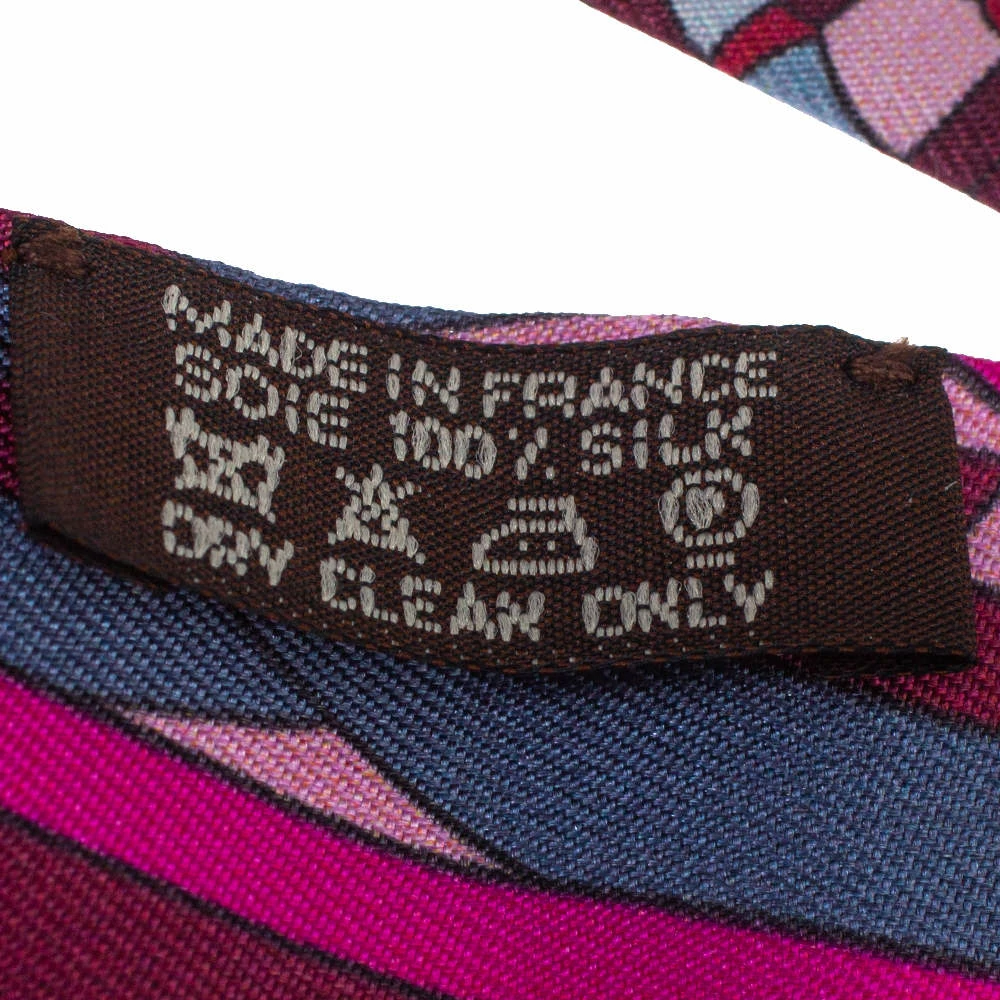 MADE IN FRANCE
SOIE 100% SILK
DRY CLEAN ONLY